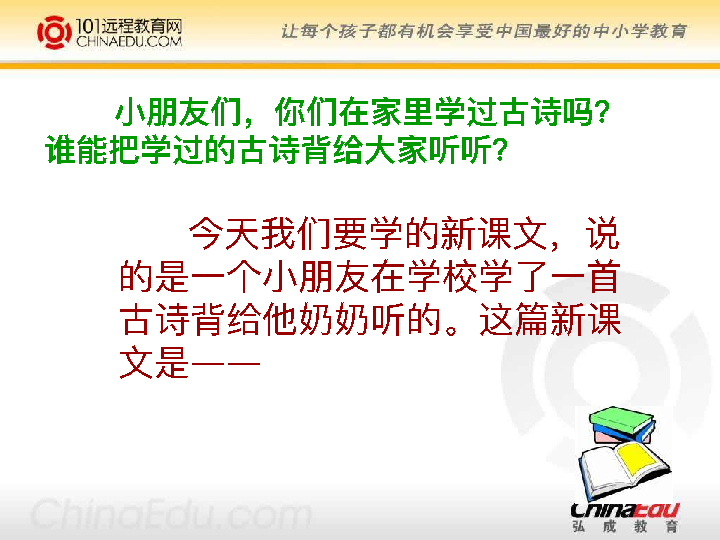 101远程教育网
CHINAEDU.COM
让每个孩子都有机会享受中国最好的中小学教育
小朋友们，你们在家里学过古诗吗？
谁能把学过的古诗背给大家听听？
今天我们要学的新课文，说
的是一个小朋友在学校学了一首
古诗背给他奶奶听的。这篇新课
文是——
ChinaEdu.com
ChinaEdu
弘成教育